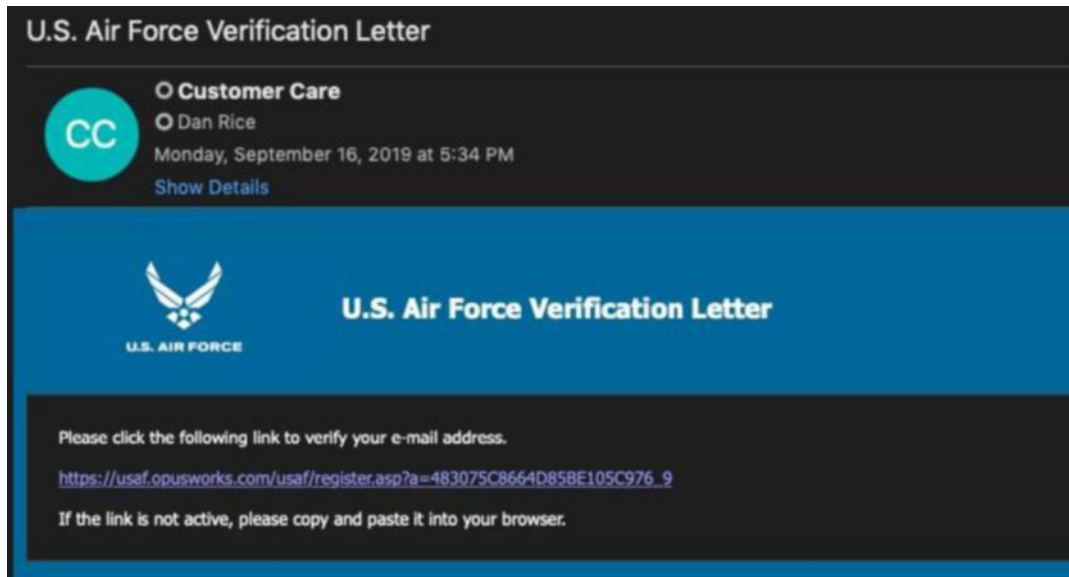 U.S. Air Force Verification Letter
CC
Customer Care
Dan Rice
Monday, September 16, 2019 at 5:34 PM
Show Details
U.S. AIR FORCE
U.S. Air Force Verification Letter
Please click the following link to verify your e-mail address.
https://usaf.opusworks.com/usaf/register.asp?a=483075C8664D85BE105C976_9
If the link is not active, please copy and paste it into your browser.